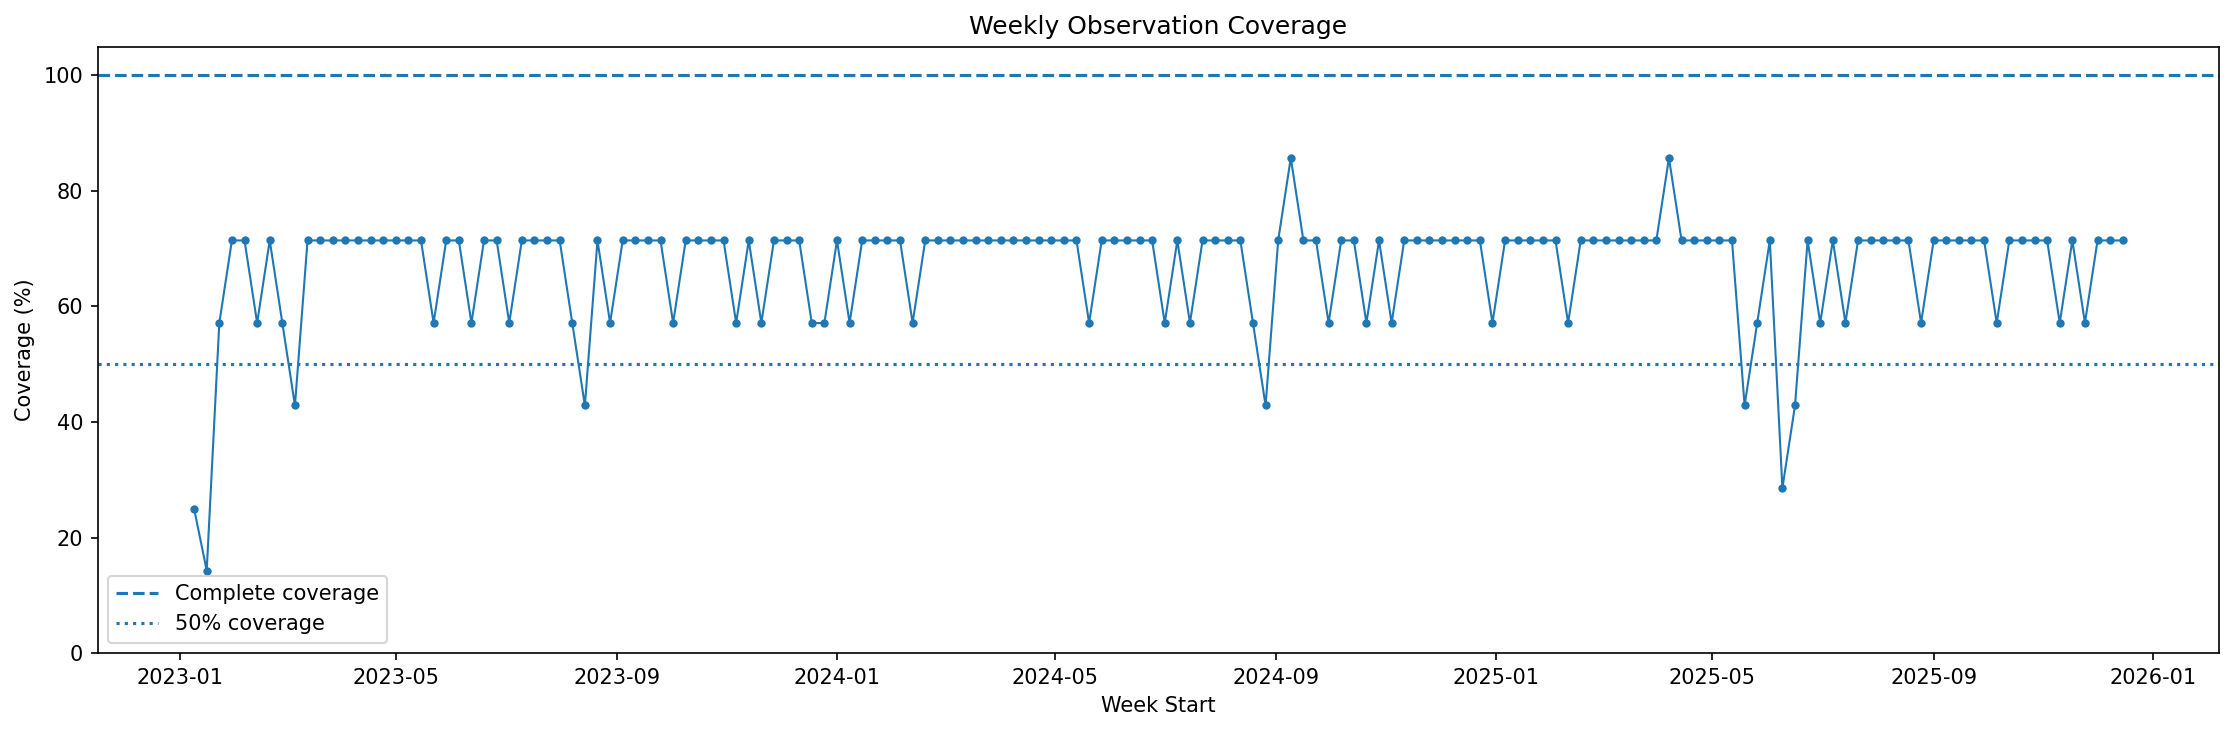 Weekly Observation Coverage
Coverage (%)
100
80
60
40
20
0
Complete coverage
50% coverage
2023-01 2023-05 2023-09 2024-01 2024-05 2024-09 2025-01 2025-05 2025-09 2026-01
Week Start